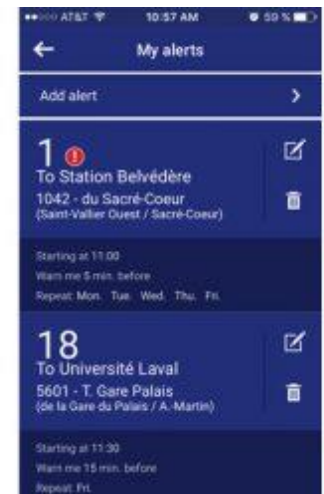 AT&T 10:57 AM 59 %
My alerts
Add alert
1
To Station Belvédère
1042 - du Sacré-Coeur
(Saint-Vallier Ouest / Sacré-Coeur)
Starting at 11:00
Warn me 5 min. before
Repeat: Mon. Tue. Wed. Thu. Fri.
18
To Université Laval
5601 - T. Gare Palais
(de la Gare du Palais / A.-Martin)
Starting at 11:30
Warn me 15 min. before
Repeat: Fri.